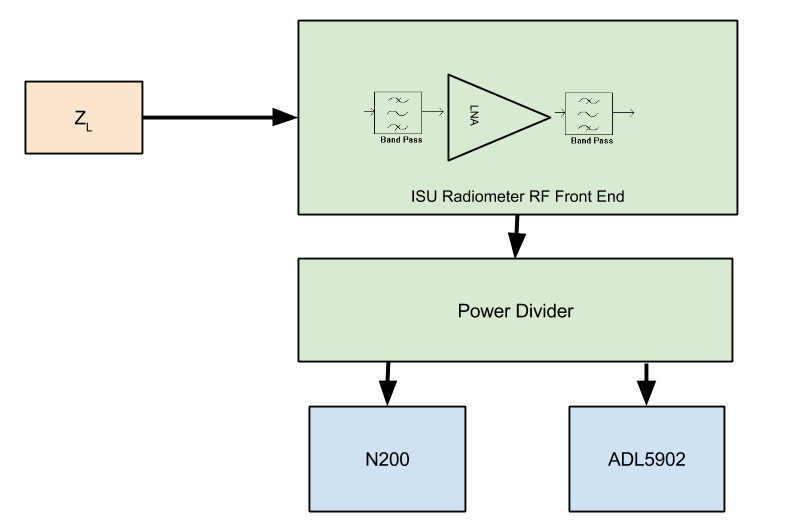 Z_L
LNA
Band Pass
Band Pass
ISU Radiometer RF Front End
Power Divider
N200
ADL5902